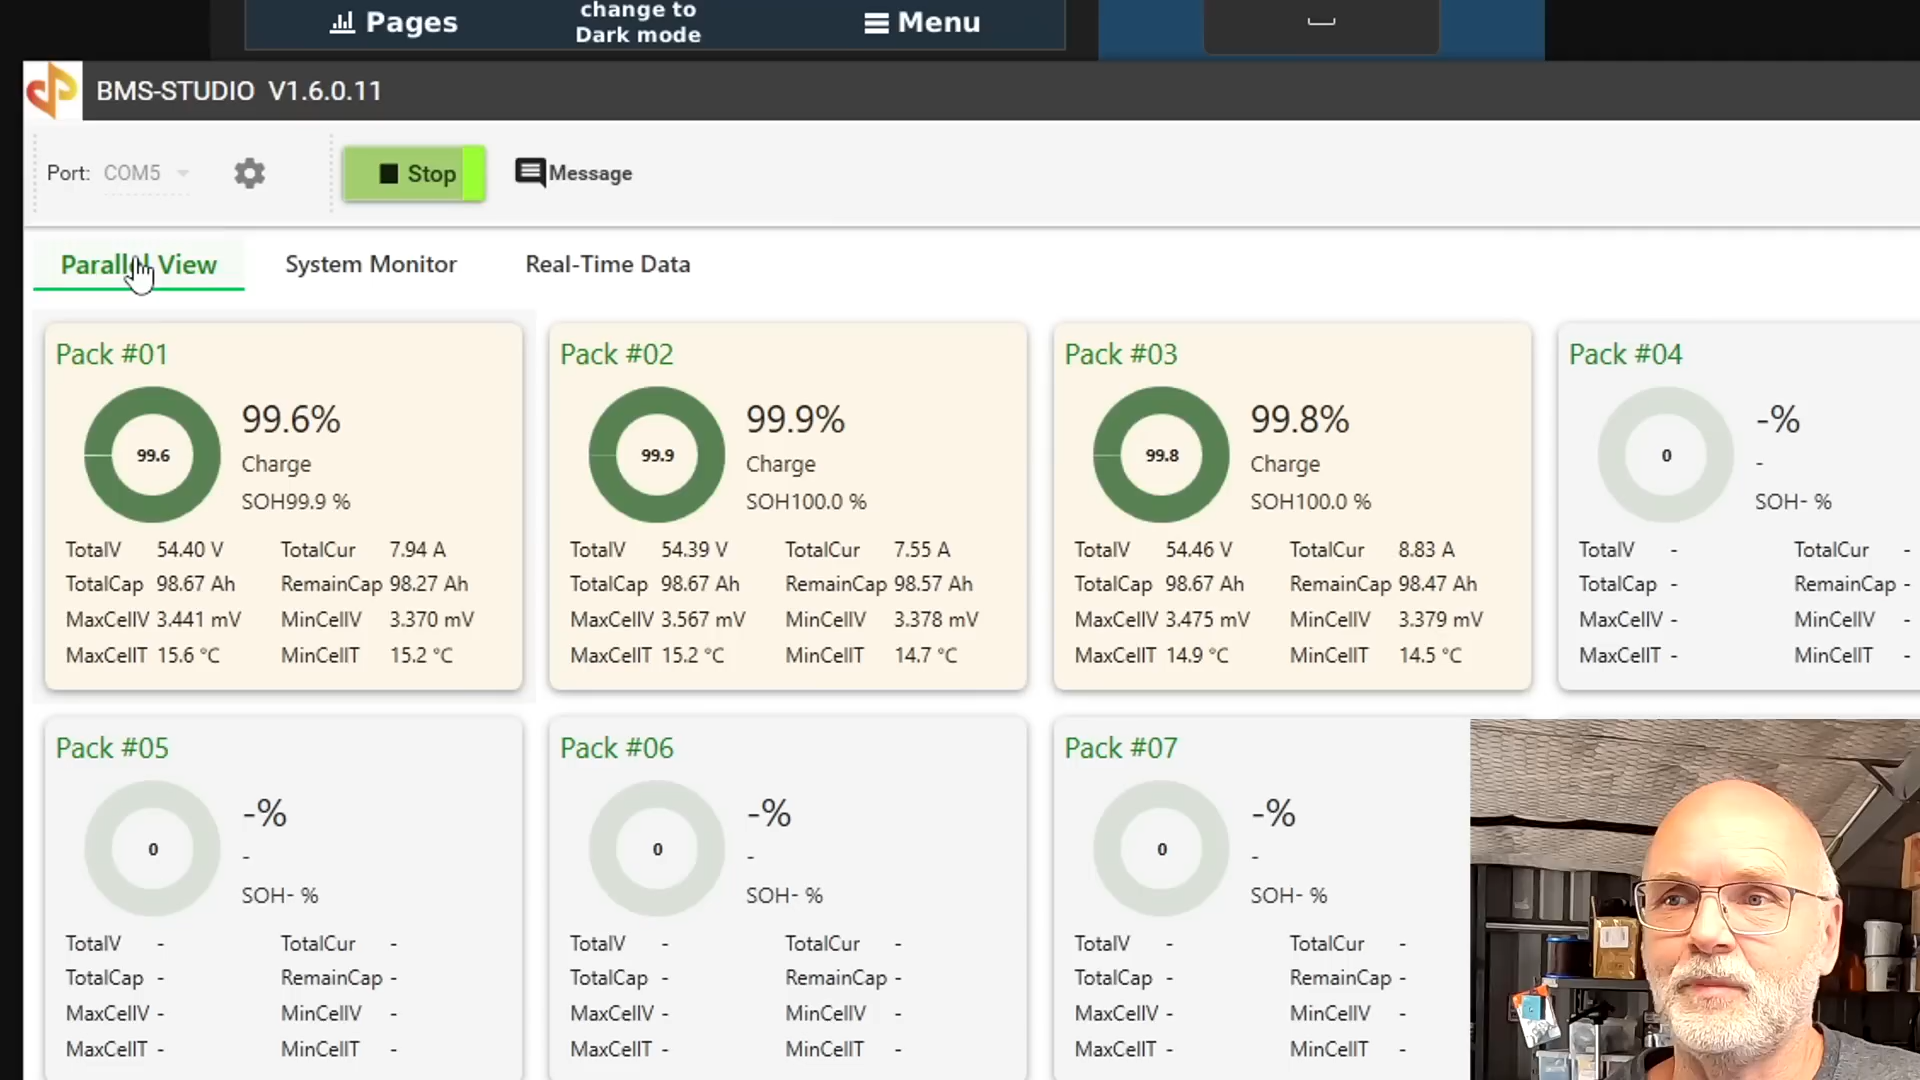 Pages
change to
Dark mode
Menu
BMS-STUDIO V1.6.0.11
Port: COM5
Stop
Message
Parallel View
System Monitor
Real-Time Data
Pack #01
99.6
99.6%
Charge
SOH99.9 %
TotalV 54.40 V TotalCur 7.94 A
TotalCap 98.67 Ah RemainCap 98.27 Ah
MaxCellV 3.441 mV MinCellV 3.370 mV
MaxCellT 15.6 °C MinCellT 15.2 °C
Pack #02
99.9
99.9%
Charge
SOH100.0 %
TotalV 54.39 V TotalCur 7.55 A
TotalCap 98.67 Ah RemainCap 98.57 Ah
MaxCellV 3.567 mV MinCellV 3.378 mV
MaxCellT 15.2 °C MinCellT 14.7 °C
Pack #03
99.8
99.8%
Charge
SOH100.0 %
TotalV 54.46 V TotalCur 8.83 A
TotalCap 98.67 Ah RemainCap 98.47 Ah
MaxCellV 3.475 mV MinCellV 3.379 mV
MaxCellT 14.9 °C MinCellT 14.5 °C
Pack #04
0
-%
-
SOH- %
TotalV - TotalCur -
TotalCap - RemainCap -
MaxCellV - MinCellV -
MaxCellT - MinCellT -
Pack #05
0
-%
-
SOH- %
TotalV - TotalCur -
TotalCap - RemainCap -
MaxCellV - MinCellV -
MaxCellT - MinCellT -
Pack #06
0
-%
-
SOH- %
TotalV - TotalCur -
TotalCap - RemainCap -
MaxCellV - MinCellV -
MaxCellT - MinCellT -
Pack #07
0
-%
-
SOH- %
TotalV - TotalCur -
TotalCap - RemainCap -
MaxCellV - MinCellV -
MaxCellT - MinCellT -